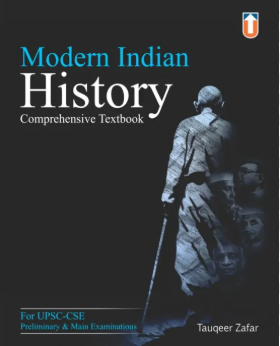 Modern Indian
History
Comprehensive Textbook
For UPSC-CSE
Preliminary & Main Examinations
Tauqeer Zafar